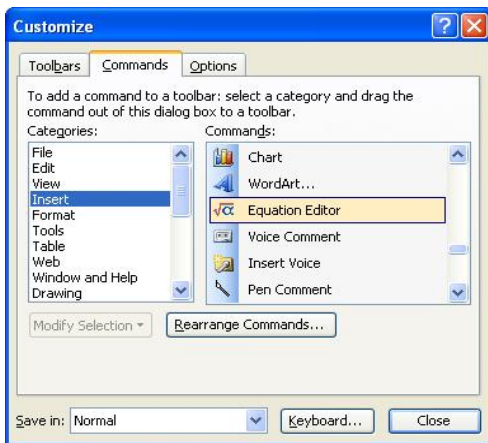 Customize
Toolbars Commands Options
To add a command to a toolbar: select a category and drag the
command out of this dialog box to a toolbar.
Categories: Commands:
File
Edit
View
Insert
Format
Tools
Table
Web
Window and Help
Drawing
Chart
WordArt...
Equation Editor
Voice Comment
Insert Voice
Pen Comment
Modify Selection Rearrange Commands...
Save in: Normal Keyboard... Close